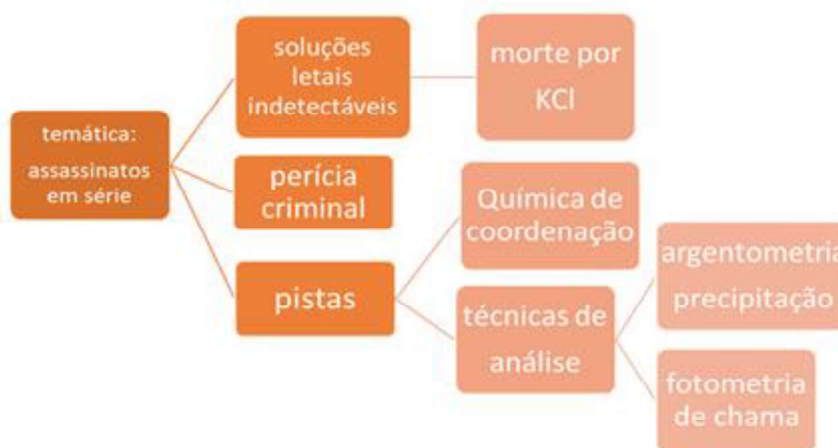 temática:
assassinatos
em série
soluções
letais
indetectáveis
morte por
KCl
perícia
criminal
pistas
Química de
coordenação
técnicas de
análise
argentometria
precipitação
fotometria
de chama